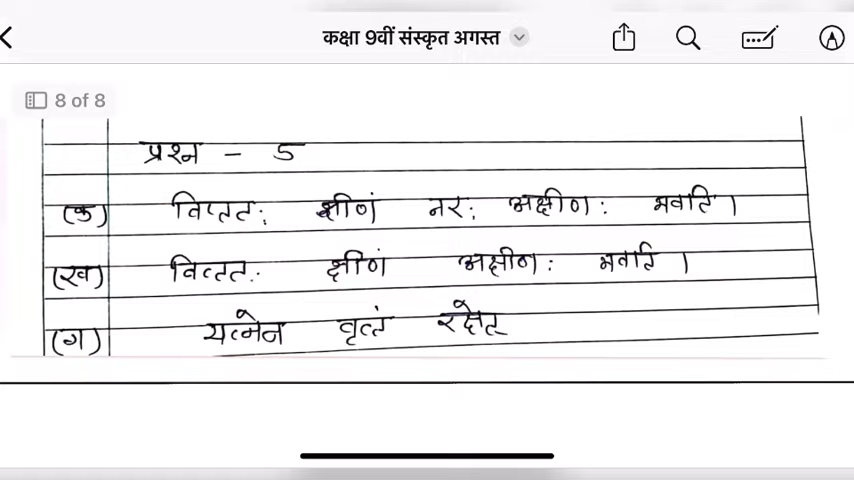 कक्षा 9वीं संस्कृत अगस्त
8 of 8
प्रश्न - 5
(क) वित्ततः क्षीणं नरः अक्षीणः भवति।
(ख) वित्ततः क्षीणं अक्षीणः भवति।
(ग) यत्नेन वृत्तं रक्षेत्